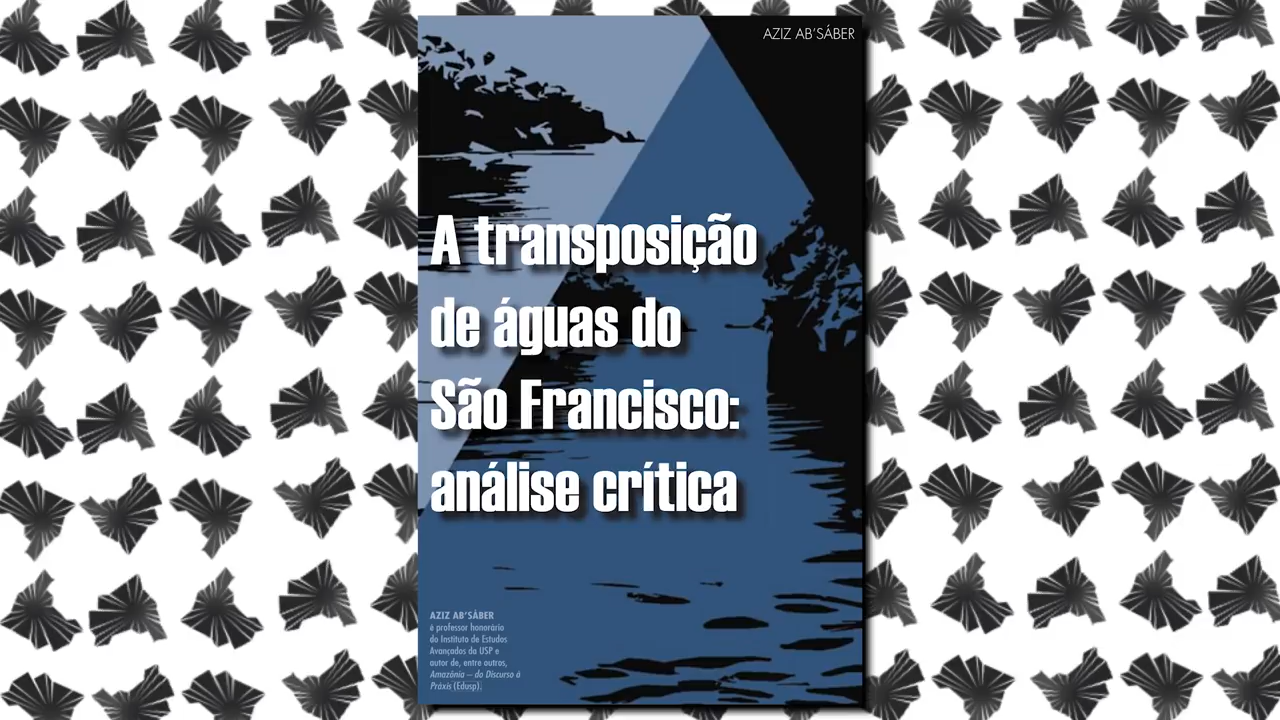 AZIZ AB'SÁBER
A transposição
de águas do
São Francisco:
análise crítica
AZIZ AB'SÁBER
é professor honorário
do Instituto de Estudos
Avançados da USP e
autor de, entre outros,
Amazônia – do Discurso à
Práxis (Edusp).